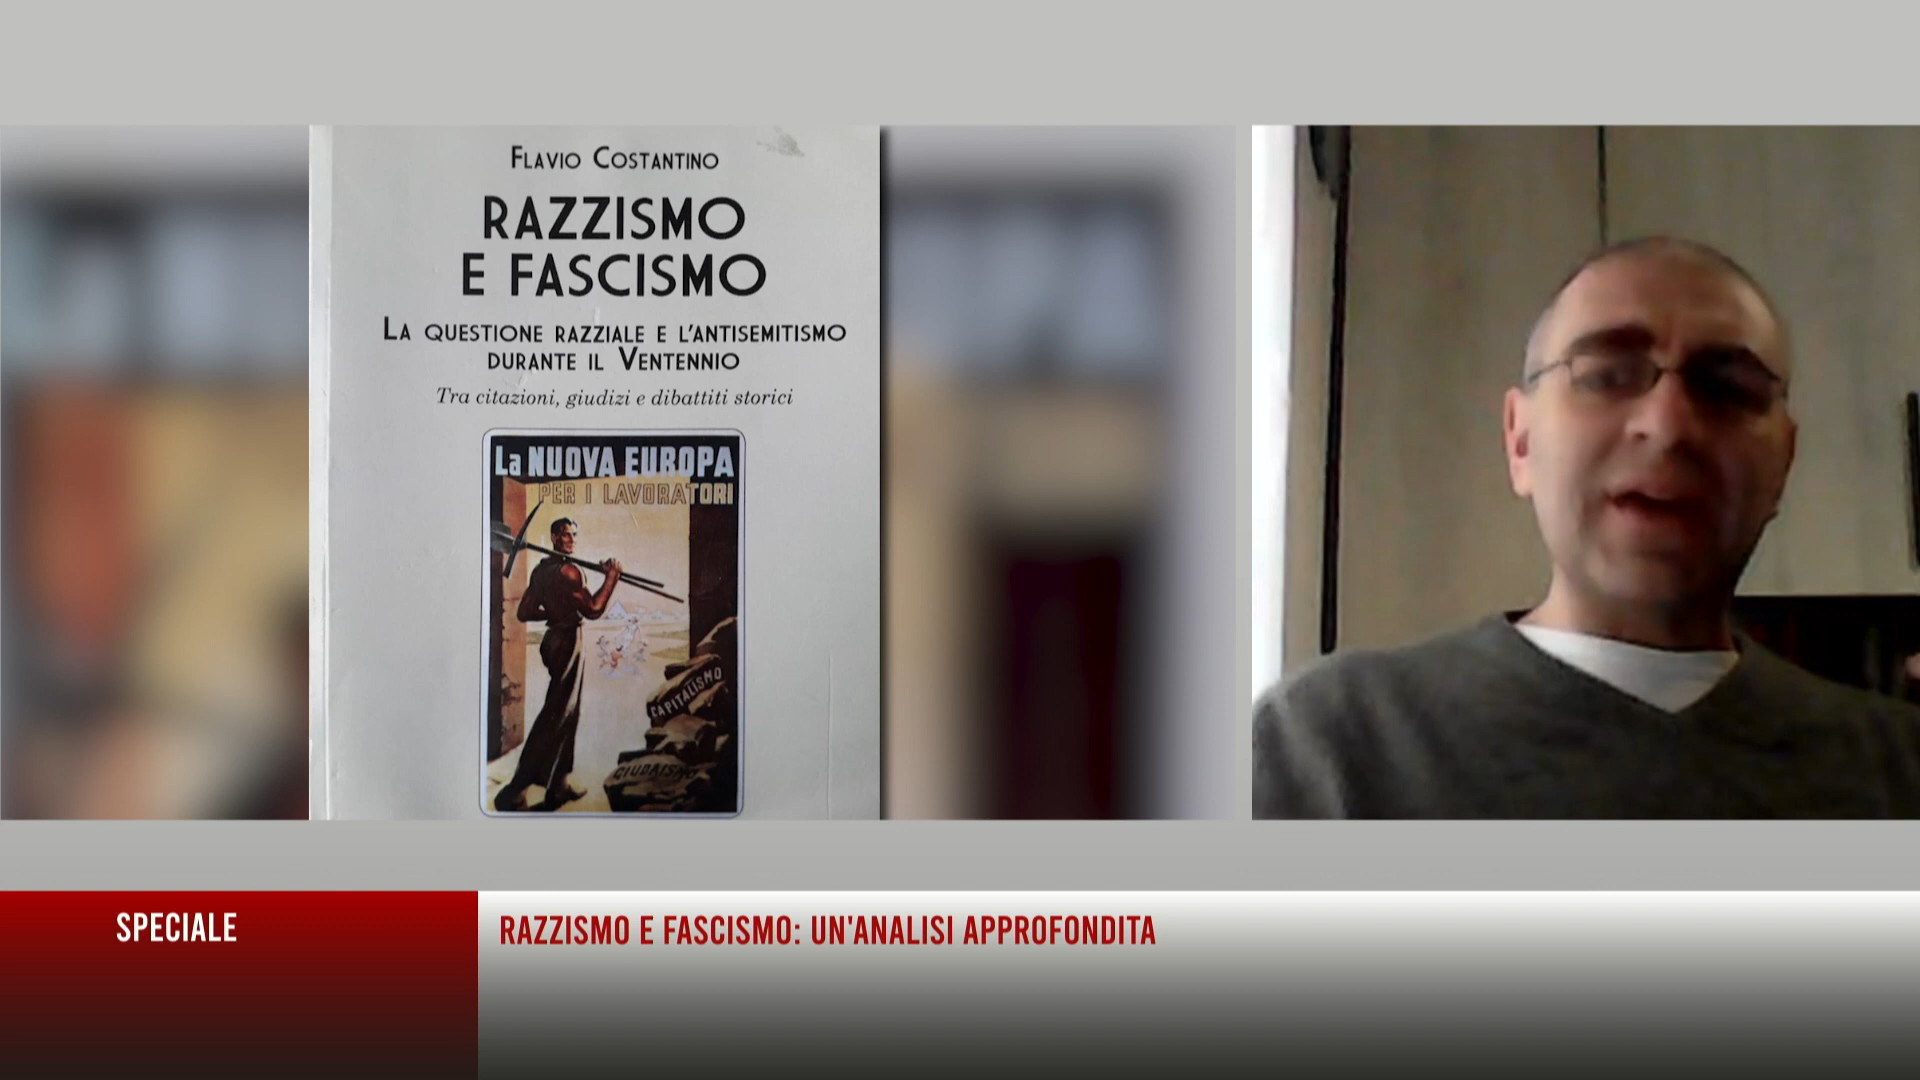 FLAVIO COSTANTINO
RAZZISMO
E FASCISMO
LA QUESTIONE RAZZIALE E L'ANTISEMITISMO
DURANTE IL VENTENNIO
Tra citazioni, giudizi e dibattiti storici
La NUOVA EUROPA
PER I LAVORATORI
CAPITALISMO
GIUDAISMO
SPECIALE
RAZZISMO E FASCISMO: UN'ANALISI APPROFONDITA